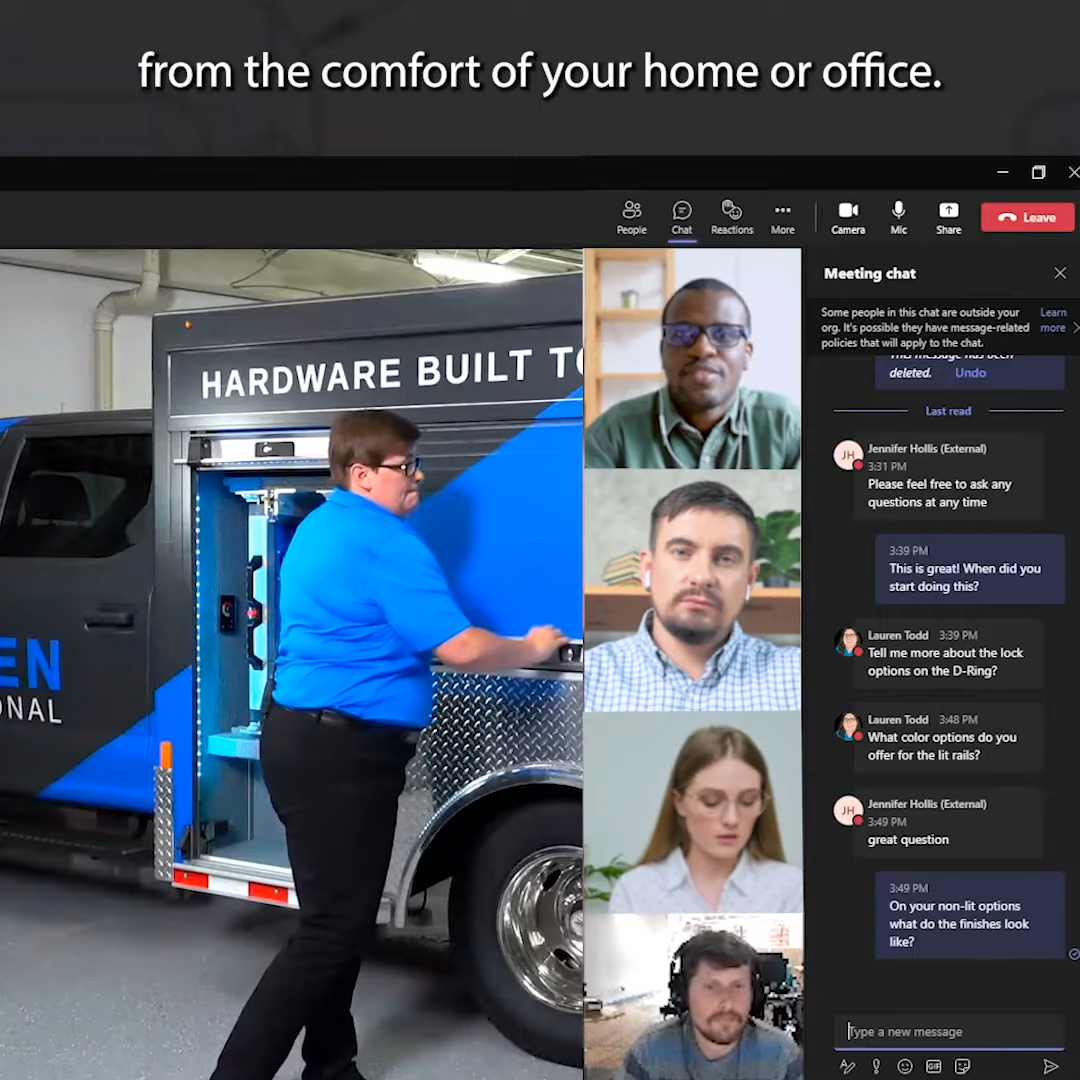 from the comfort of your home or office.
People
Chat
Reactions
More
Camera
Mic
Share
Leave
HARDWARE BUILT TO
EN
ONAL
Meeting chat
Some people in this chat are outside your
org. It's possible they have message-related
policies that will apply to the chat.
Learn
more
This message has been
deleted. Undo
Last read
JH
Jennifer Hollis (External)
3:31 PM
Please feel free to ask any
questions at any time
3:39 PM
This is great! When did you
start doing this?
Lauren Todd 3:39 PM
Tell me more about the lock
options on the D-Ring?
Lauren Todd 3:48 PM
What color options do you
offer for the lit rails?
JH
Jennifer Hollis (External)
3:49 PM
great question
3:49 PM
On your non-lit options
what do the finishes look
like?
Type a new message
GIF